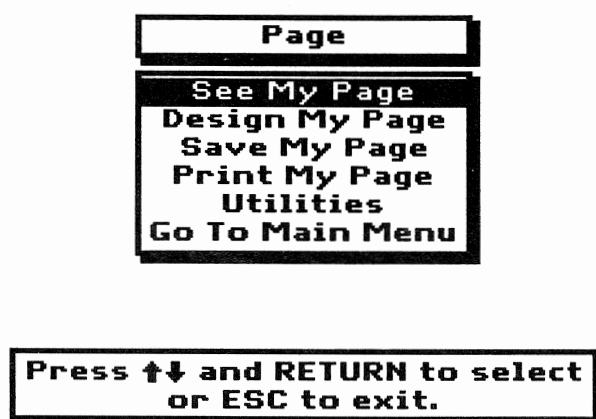 Page
See My Page
Design My Page
Save My Page
Print My Page
Utilities
Go To Main Menu
Press ↑↓ and RETURN to select
or ESC to exit.